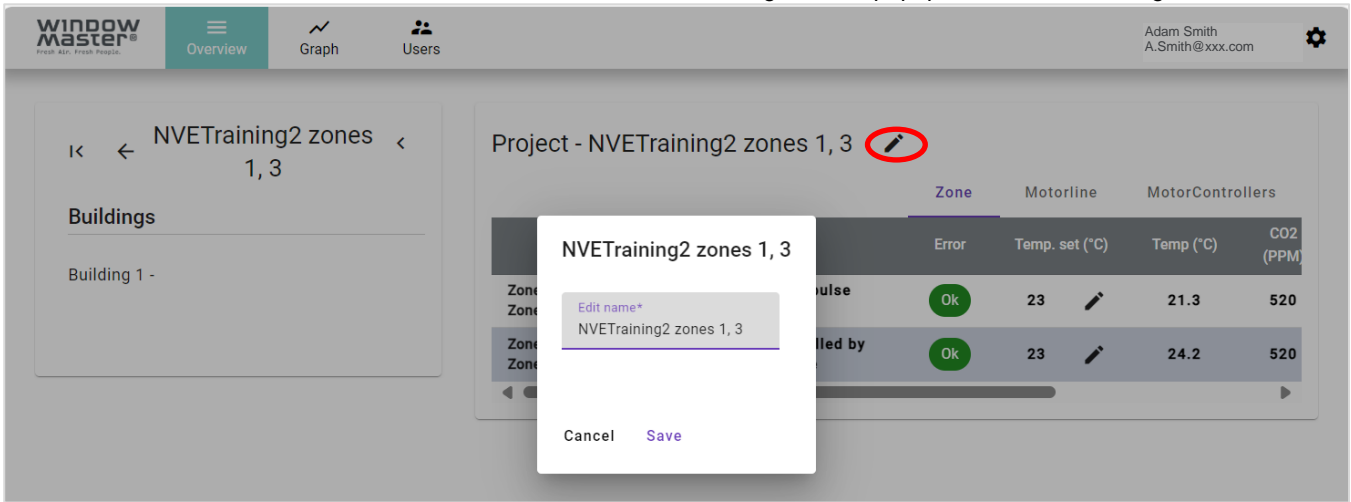 WINDOW
Master®
Fresh Air. Fresh People.
Overview
Graph
Users
Adam Smith
A.Smith@xxx.com
NVETraining2 zones
1, 3
Buildings
Building 1 -
Project - NVETraining2 zones 1, 3
Zone
Motorline
MotorControllers
Error
Temp. set (°C)
Temp (°C)
CO2
(PPM)
Zone
Zone
Ok
23
21.3
520
Zone
Zone
lled by
Ok
23
24.2
520
NVETraining2 zones 1, 3
Edit name*
NVETraining2 zones 1, 3
Cancel
Save